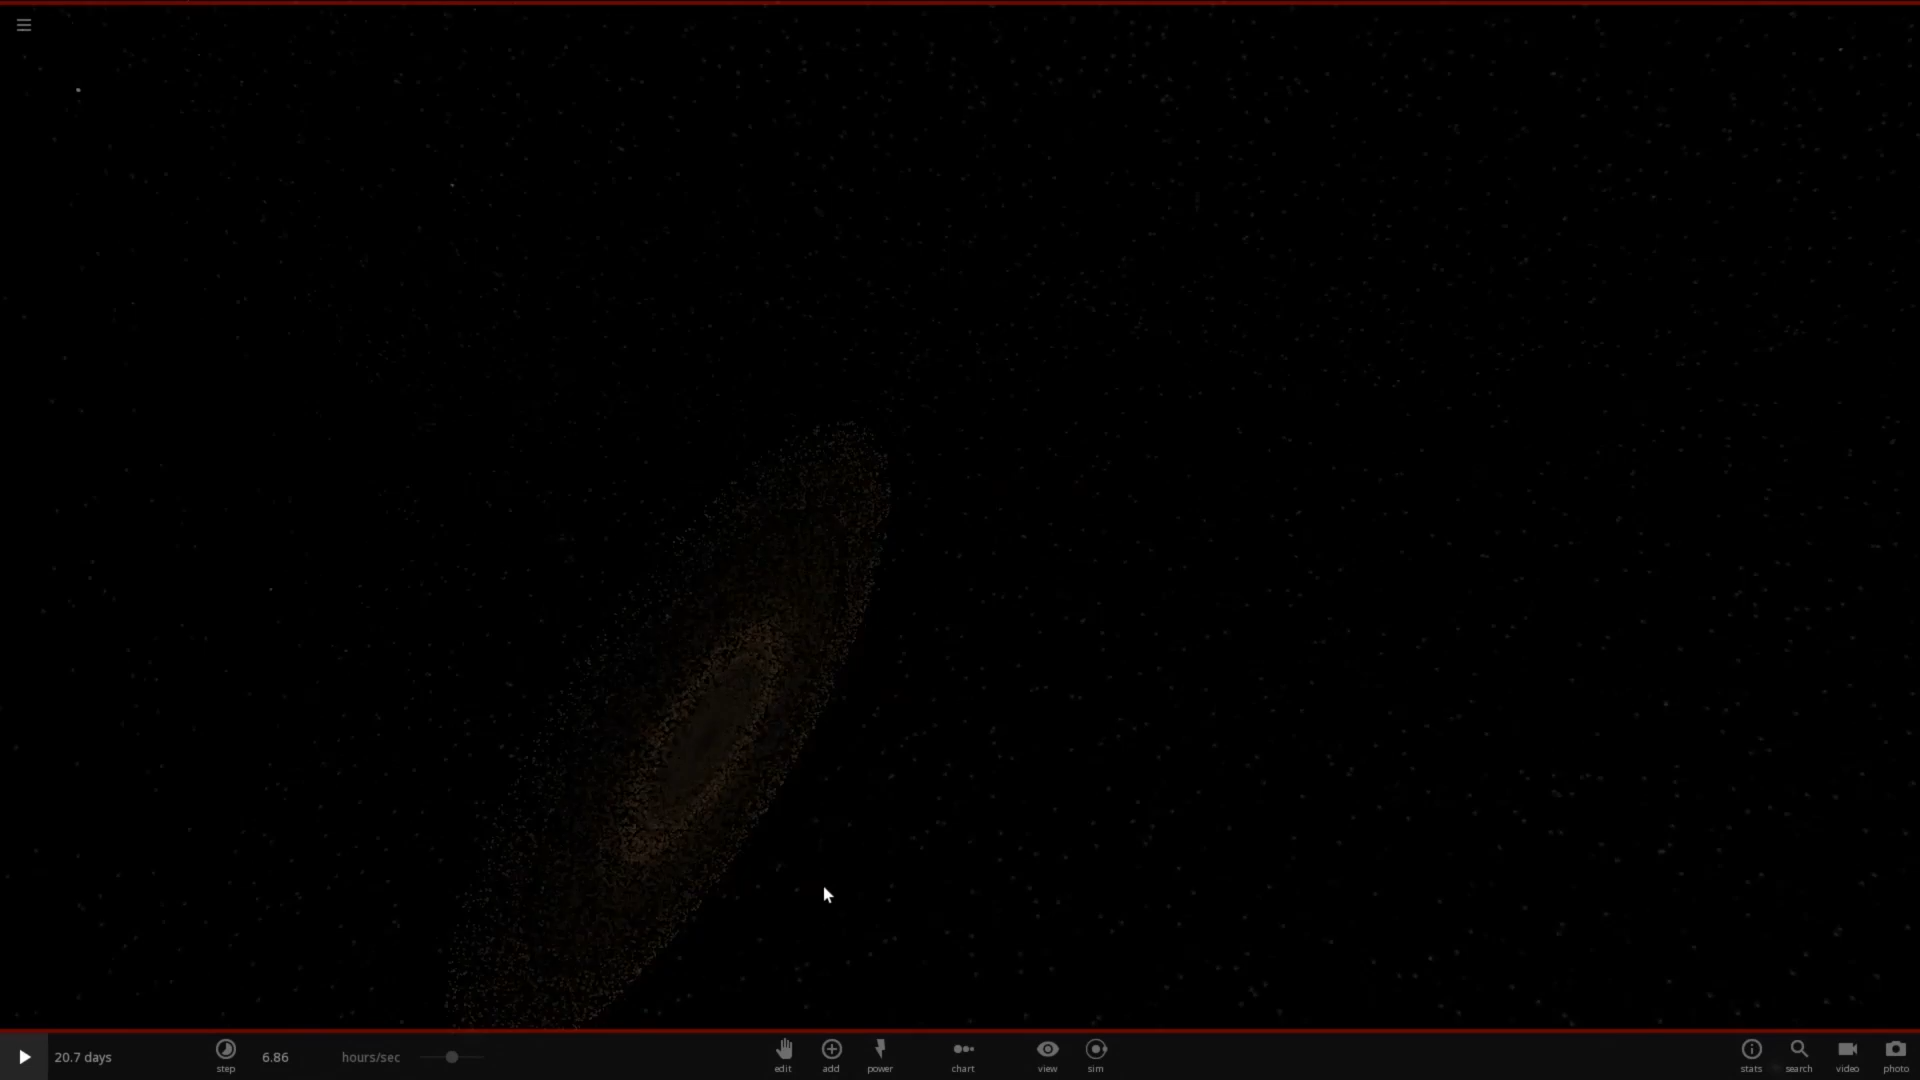 20.7 days
step
6.86
hours/sec
edit
add
power
chart
view
sim
stats
search
video
photo